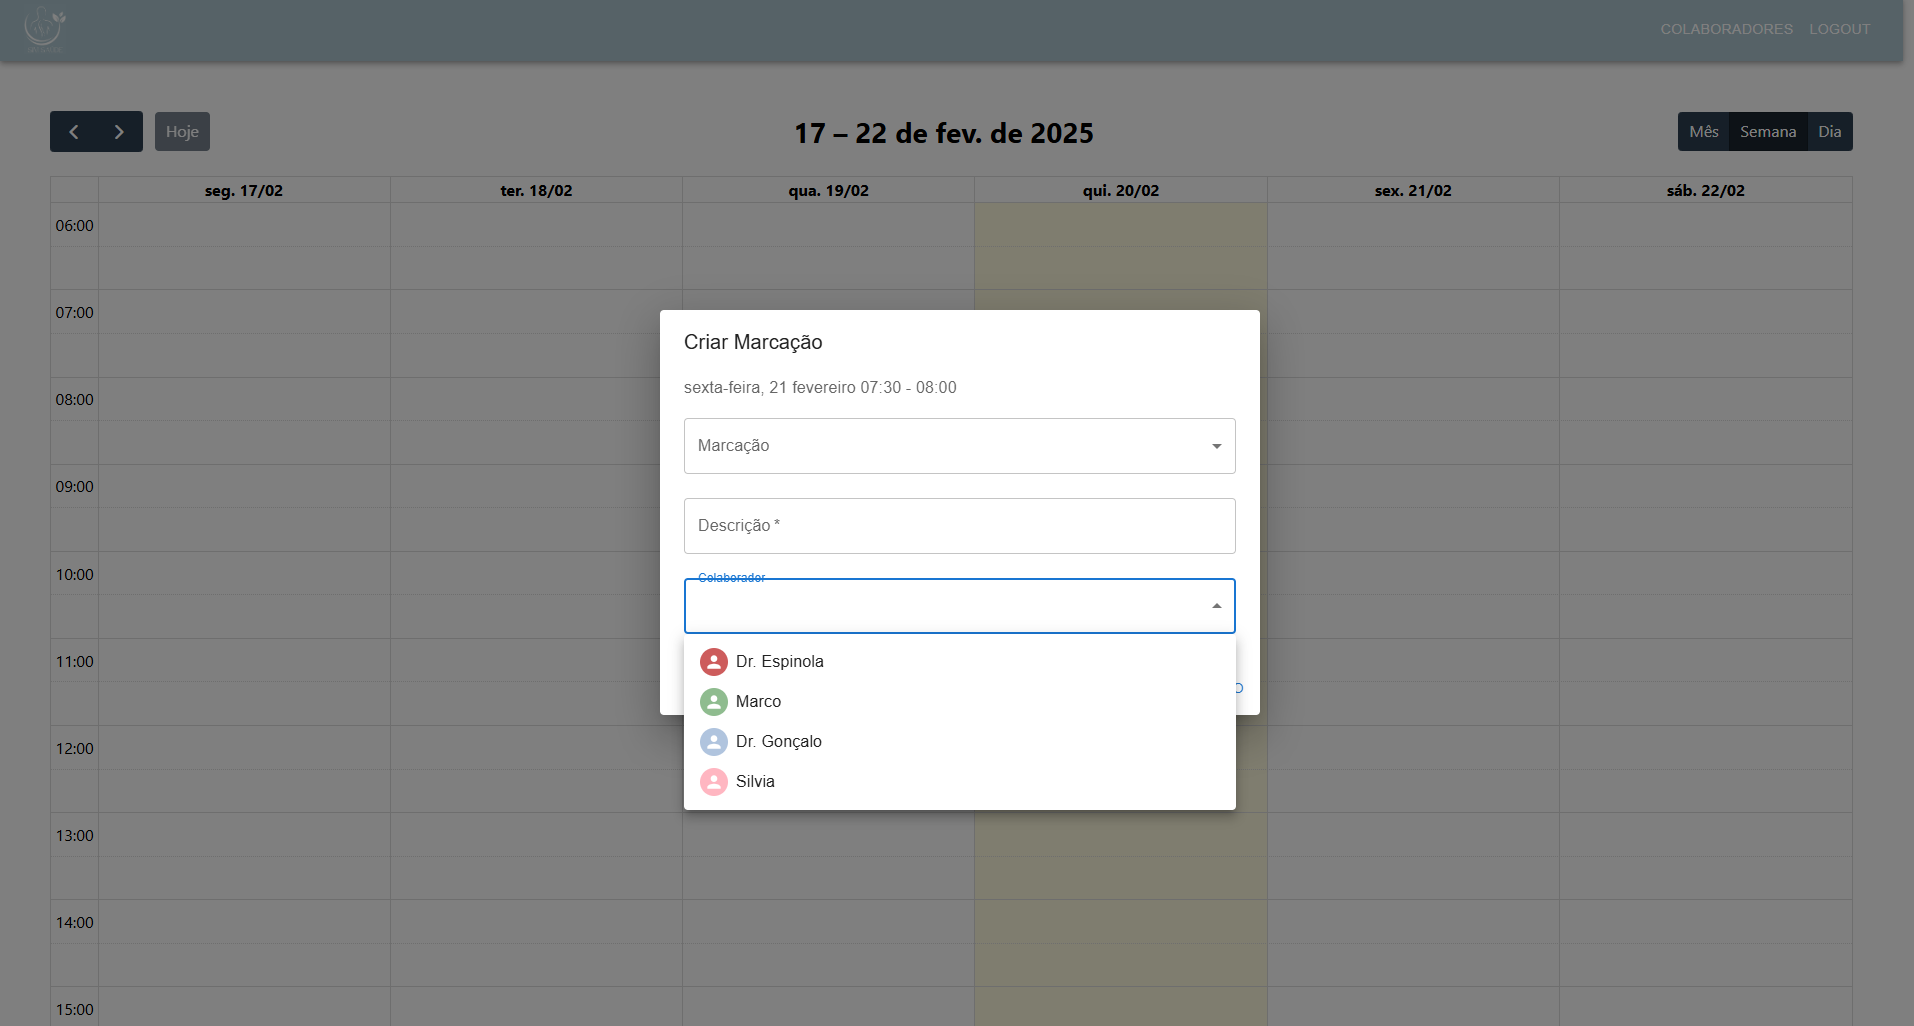 COLABORADORES LOGOUT
Hoje
17 – 22 de fev. de 2025
Mês Semana Dia
seg. 17/02 ter. 18/02 qua. 19/02 qui. 20/02 sex. 21/02 sáb. 22/02
06:00
07:00
08:00
09:00
10:00
11:00
12:00
13:00
14:00
15:00
Criar Marcação
sexta-feira, 21 fevereiro 07:30 - 08:00
Marcação
Descrição *
Colaborador
Dr. Espinola
Marco
Dr. Gonçalo
Silvia